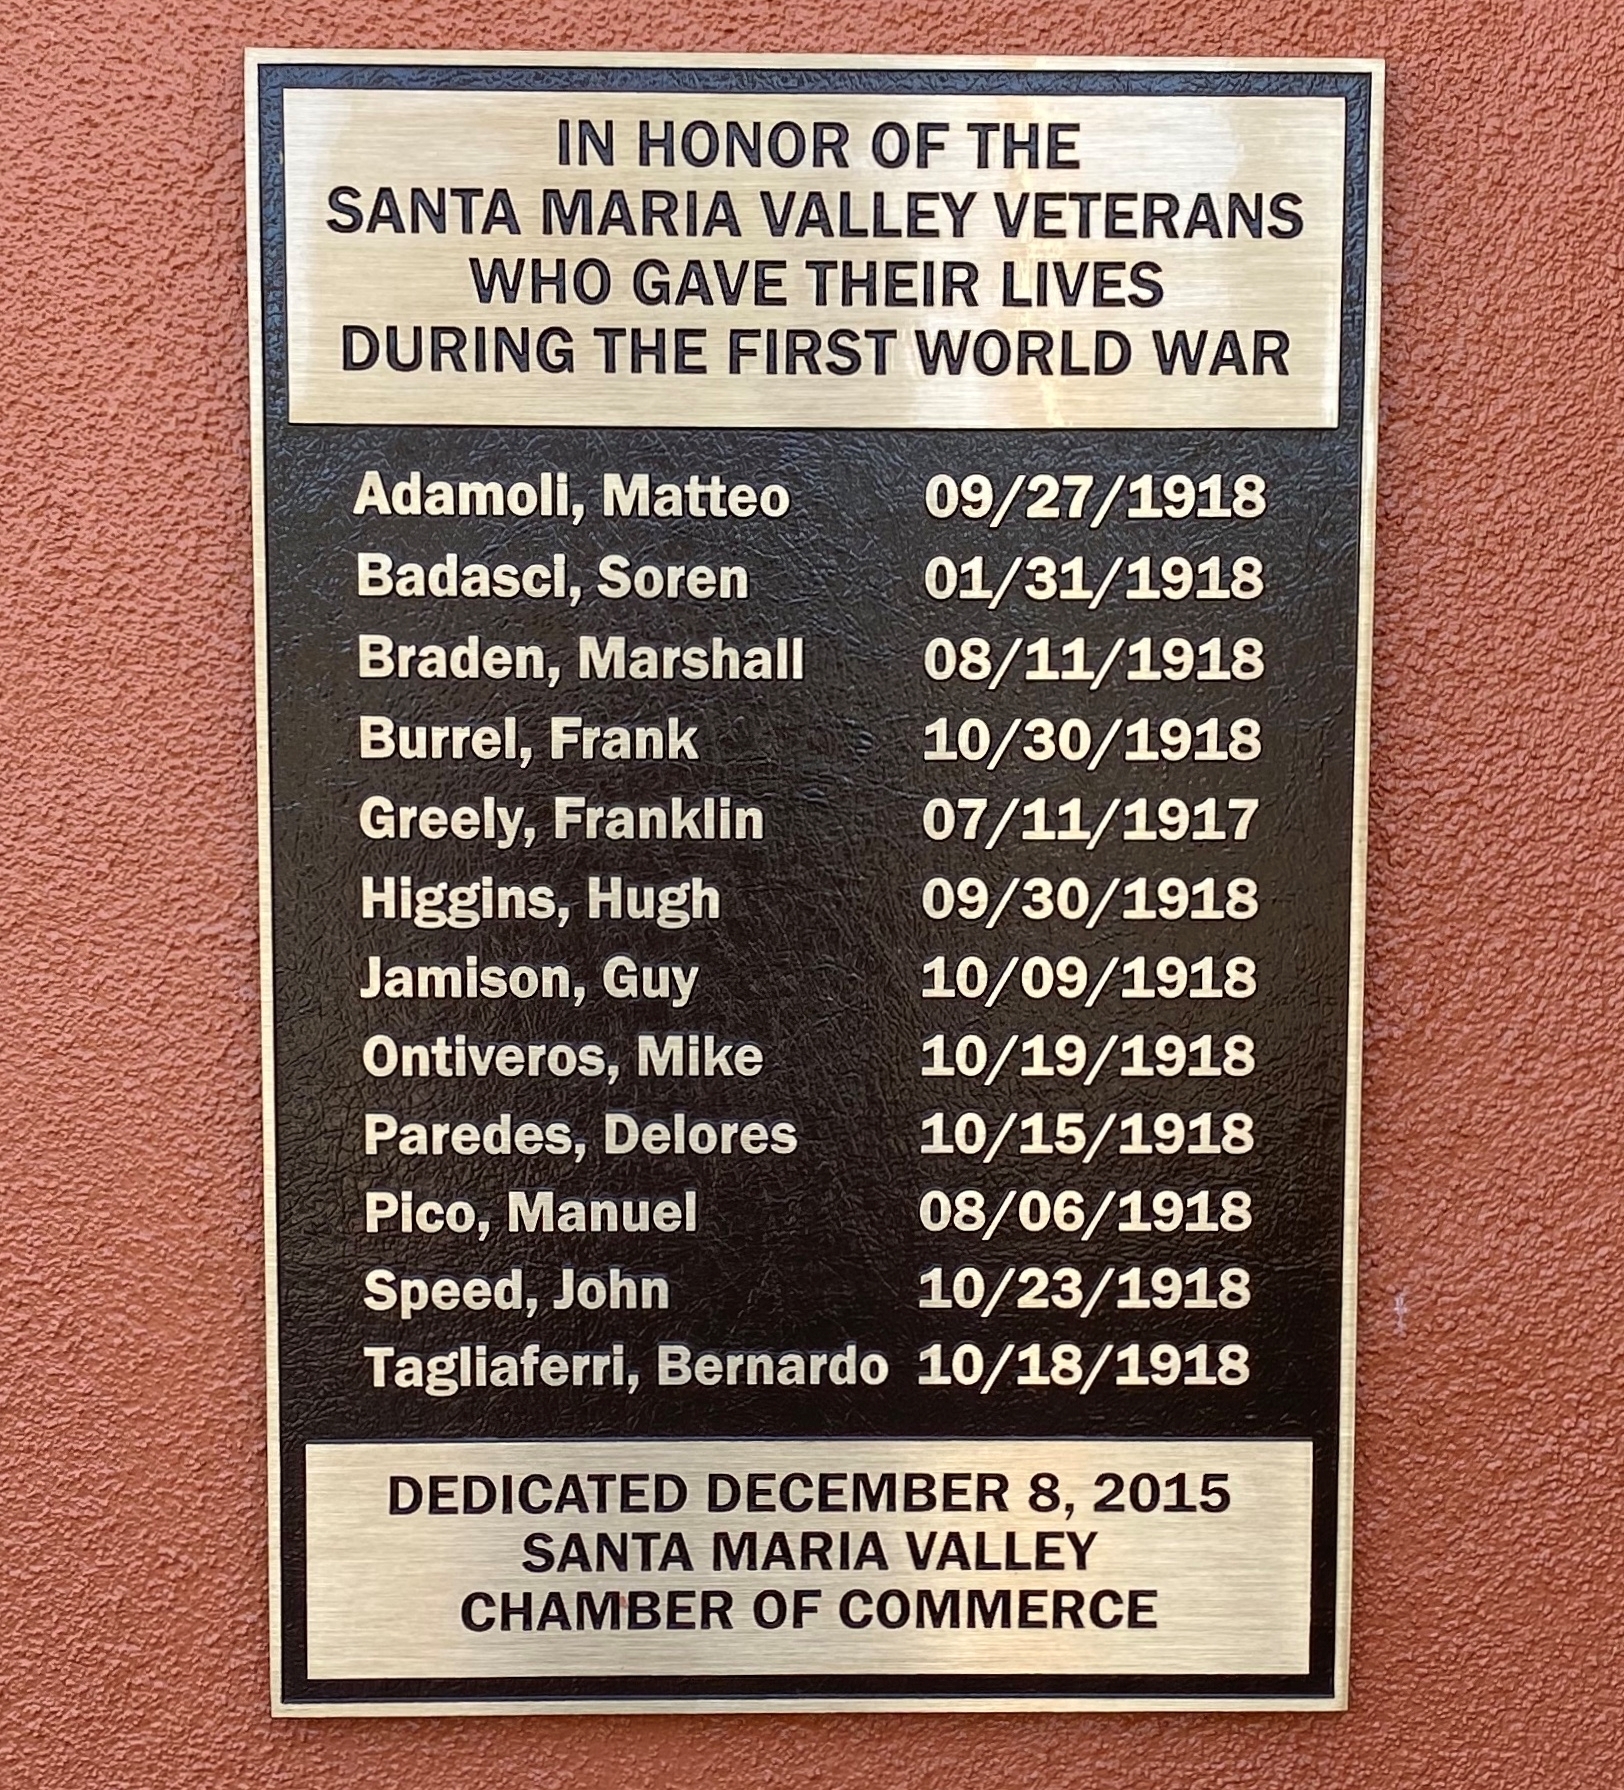 IN HONOR OF THE
SANTA MARIA VALLEY VETERANS
WHO GAVE THEIR LIVES
DURING THE FIRST WORLD WAR
Adamoli, Matteo 09/27/1918
Badasci, Soren 01/31/1918
Braden, Marshall 08/11/1918
Burrel, Frank 10/30/1918
Greely, Franklin 07/11/1917
Higgins, Hugh 09/30/1918
Jamison, Guy 10/09/1918
Ontiveros, Mike 10/19/1918
Paredes, Delores 10/15/1918
Pico, Manuel 08/06/1918
Speed, John 10/23/1918
Tagliaferri, Bernardo 10/18/1918
DEDICATED DECEMBER 8, 2015
SANTA MARIA VALLEY
CHAMBER OF COMMERCE